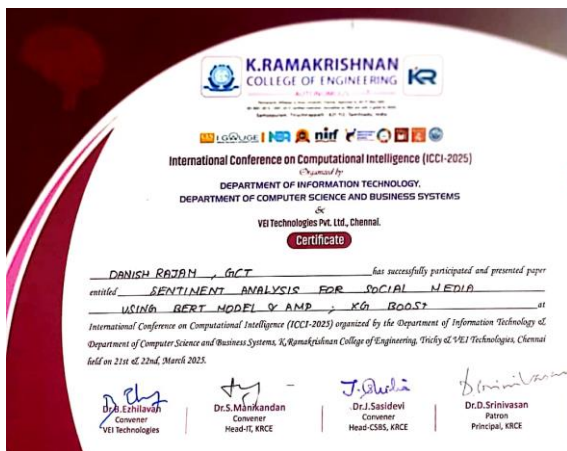 K.RAMAKRISHNAN
COLLEGE OF ENGINEERING
KR
AUTONOMOUS
I GAUGE NBA nirf
International Conference on Computational Intelligence (ICCI-2025)
Organized by
DEPARTMENT OF INFORMATION TECHNOLOGY,
DEPARTMENT OF COMPUTER SCIENCE AND BUSINESS SYSTEMS
&
VEI Technologies Pvt. Ltd., Chennai.
Certificate
DANISH RAJAN , GCT has successfully participated and presented paper
entitled SENTIMENT ANALYSIS FOR SOCIAL MEDIA
USING BERT MODEL & AMP ; XG BOOST at
International Conference on Computational Intelligence (ICCI-2025) organized by the Department of Information Technology &
Department of Computer Science and Business Systems, K.Ramakrishnan College of Engineering, Trichy & VEI Technologies, Chennai
held on 21st & 22nd, March 2025.
Dr.B.Ezhilavan Dr.S.Manikandan Dr.J.Sasidevi Dr.D.Srinivasan
Convener Convener Convener Patron
VEI Technologies Head-IT, KRCE Head-CSBS, KRCE Principal, KRCE